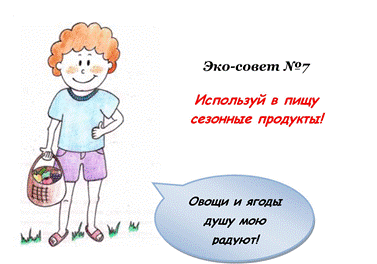 Эко-совет №7
Используй в пищу
сезонные продукты!
Овощи и ягоды
душу мою
радуют!